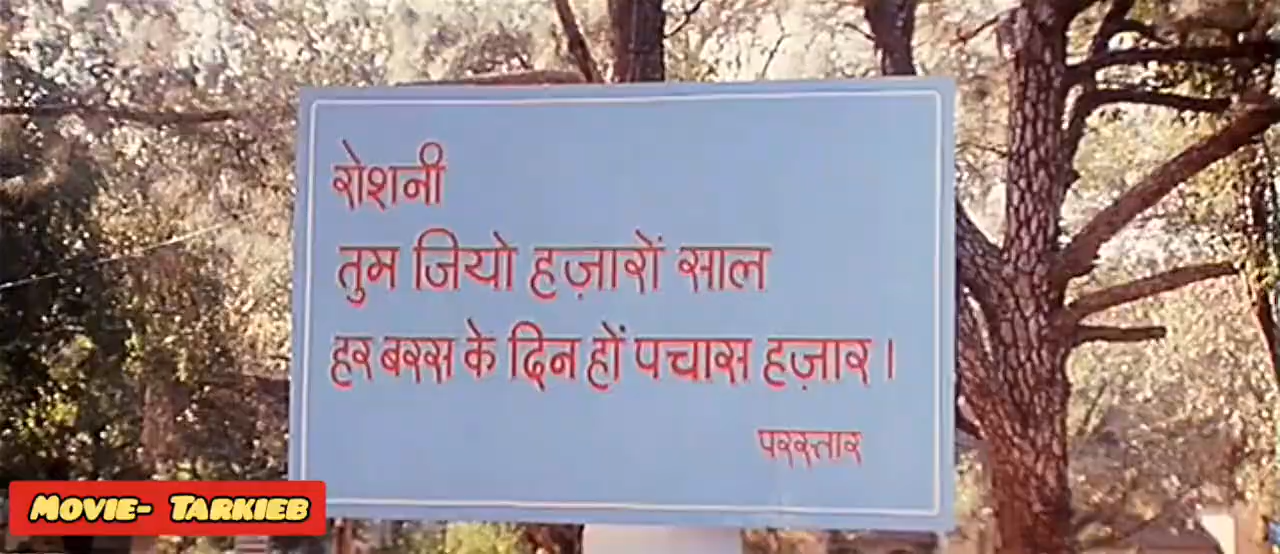 रोशनी
तुम जियो हज़ारों साल
हर बरस के दिन हों पचास हज़ार।
परस्तार
MOVIE- TARKIEB